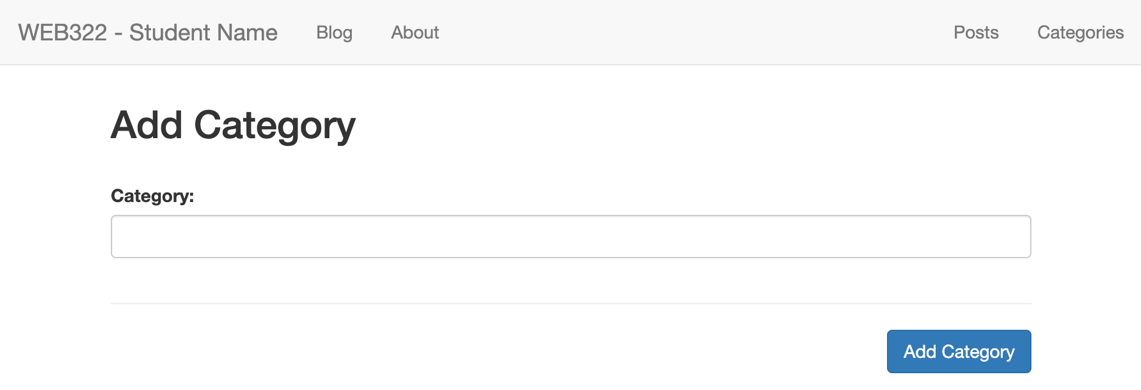 WEB322 - Student Name Blog About Posts Categories
Add Category
Category:
Add Category